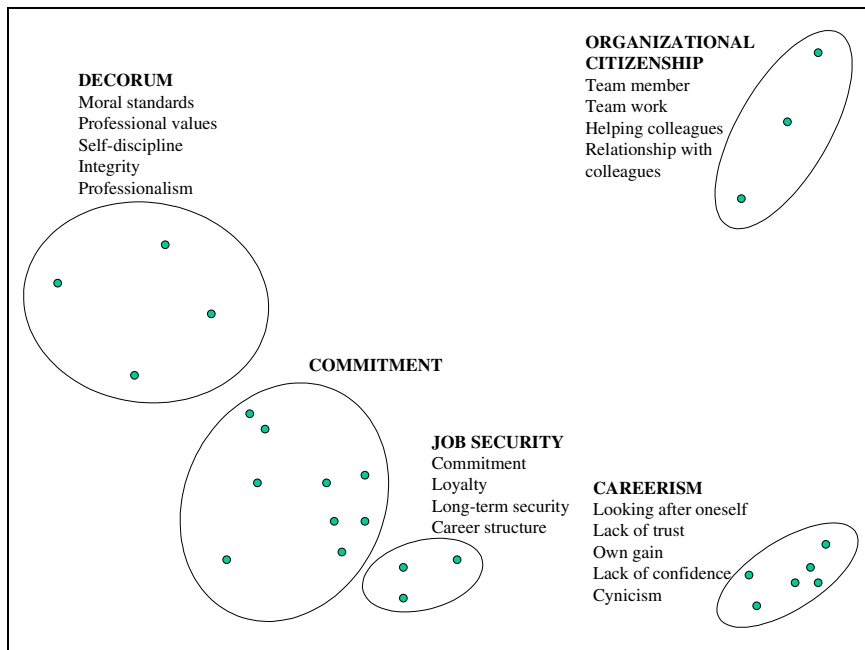 DECORUM
Moral standards
Professional values
Self-discipline
Integrity
Professionalism
ORGANIZATIONAL
CITIZENSHIP
Team member
Team work
Helping colleagues
Relationship with
colleagues
COMMITMENT
JOB SECURITY
Commitment
Loyalty
Long-term security
Career structure
CAREERISM
Looking after oneself
Lack of trust
Own gain
Lack of confidence
Cynicism